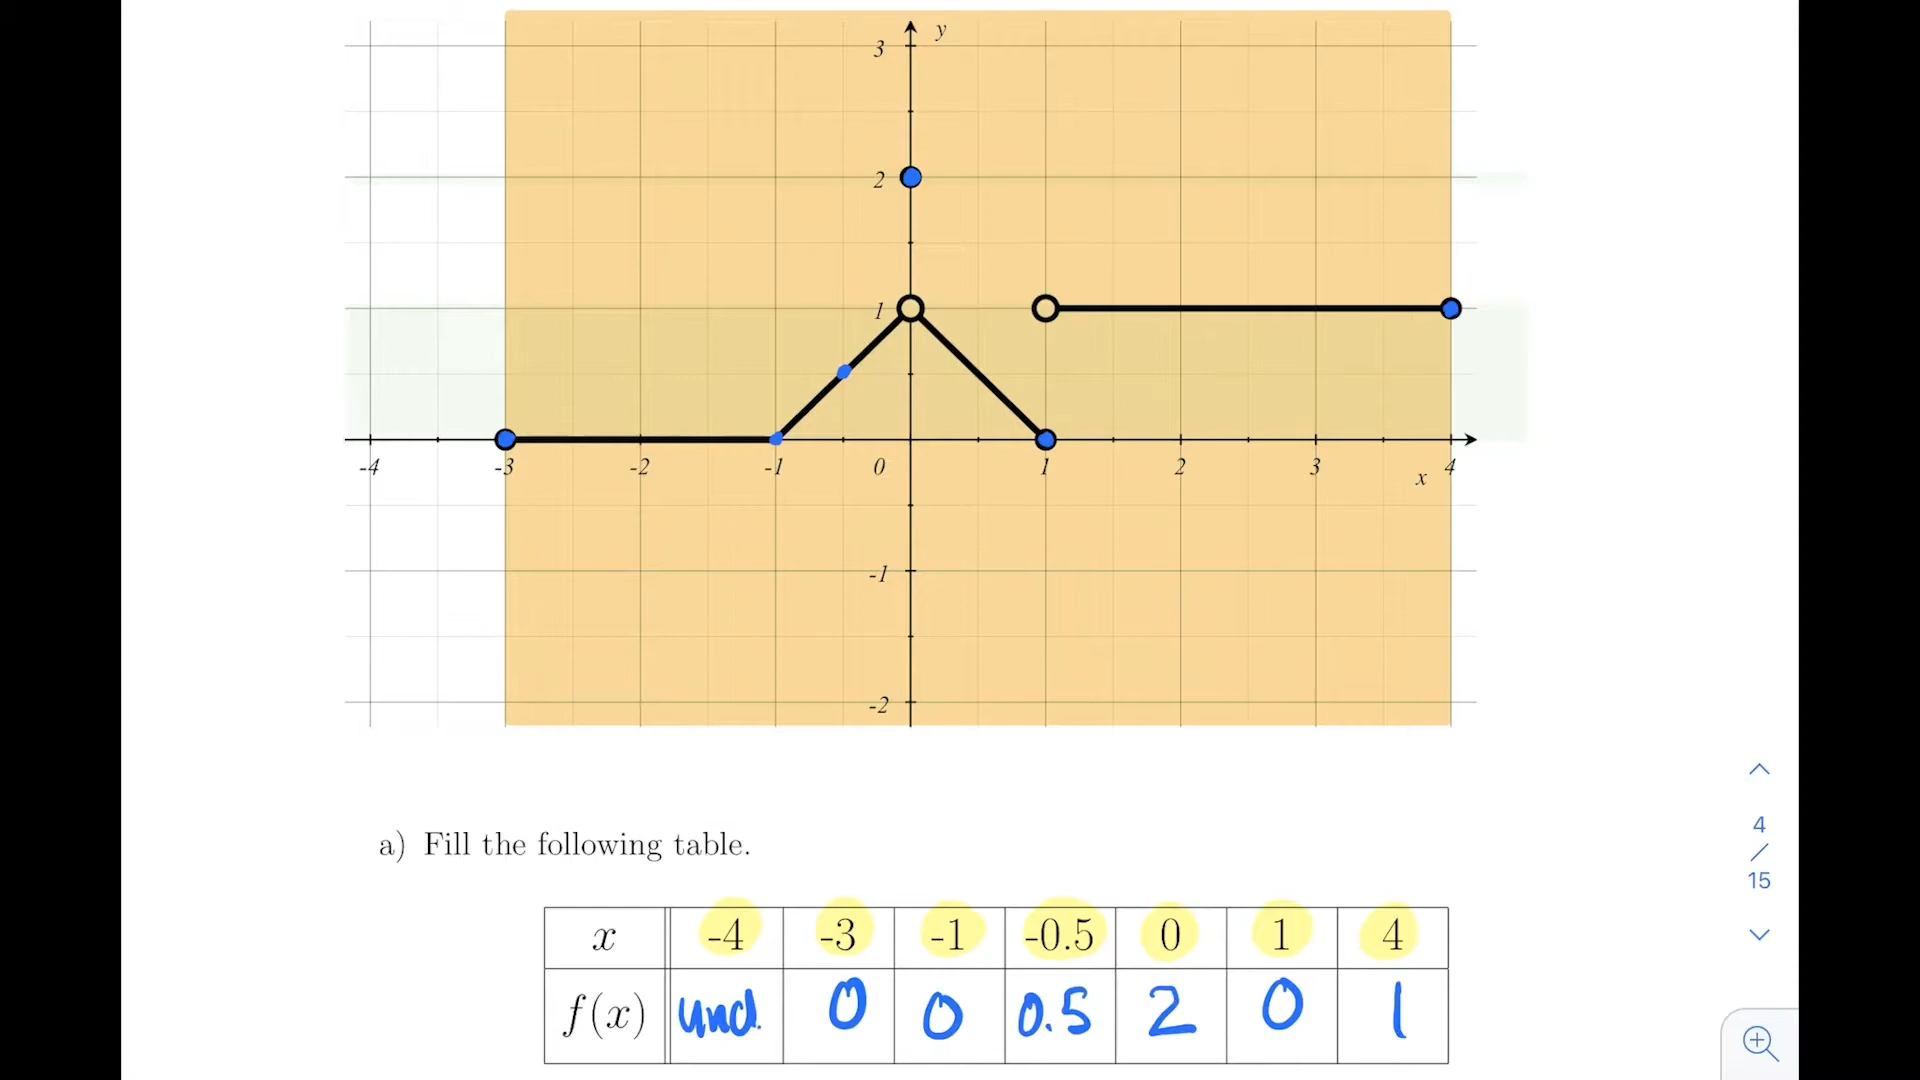 3 y
2
1
-4 -3 -2 -1 0 1 2 3 x 4
-1
-2
4
/
15
a) Fill the following table.
x -4 -3 -1 -0.5 0 1 4
f(x) und. 0 0 0.5 2 0 1